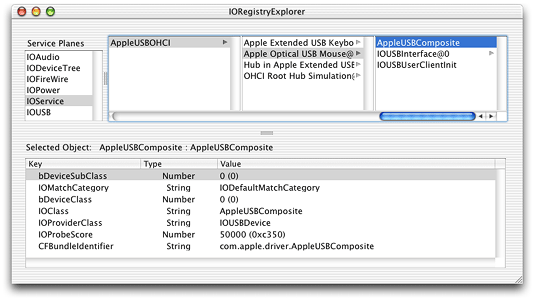 IORegistryExplorer
Service Planes
IOAudio
IODeviceTree
IOFireWire
IOPower
IOService
IOUSB
AppleUSBOHCI
Apple Extended USB Keybo
Apple Optical USB Mouse@
Hub in Apple Extended USE
OHCI Root Hub Simulation@
AppleUSBComposite
IOUSBInterface@0
IOUSBUserClientInit
Selected Object: AppleUSBComposite : AppleUSBComposite
Key Type Value
bDeviceSubClass Number 0 (0)
IOMatchCategory String IODefaultMatchCategory
bDeviceClass Number 0 (0)
IOClass String AppleUSBComposite
IOProviderClass String IOUSBDevice
IOProbeScore Number 50000 (0xc350)
CFBundleIdentifier String com.apple.driver.AppleUSBComposite